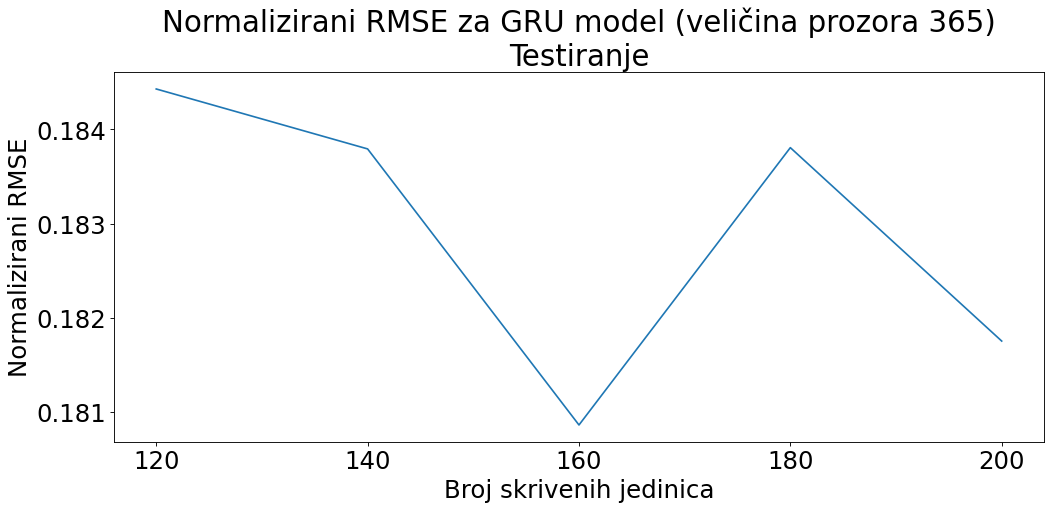 Normalizirani RMSE za GRU model (veličina prozora 365)
Testiranje
Normalizirani RMSE
0.184
0.183
0.182
0.181
120 140 160 180 200
Broj skrivenih jedinica